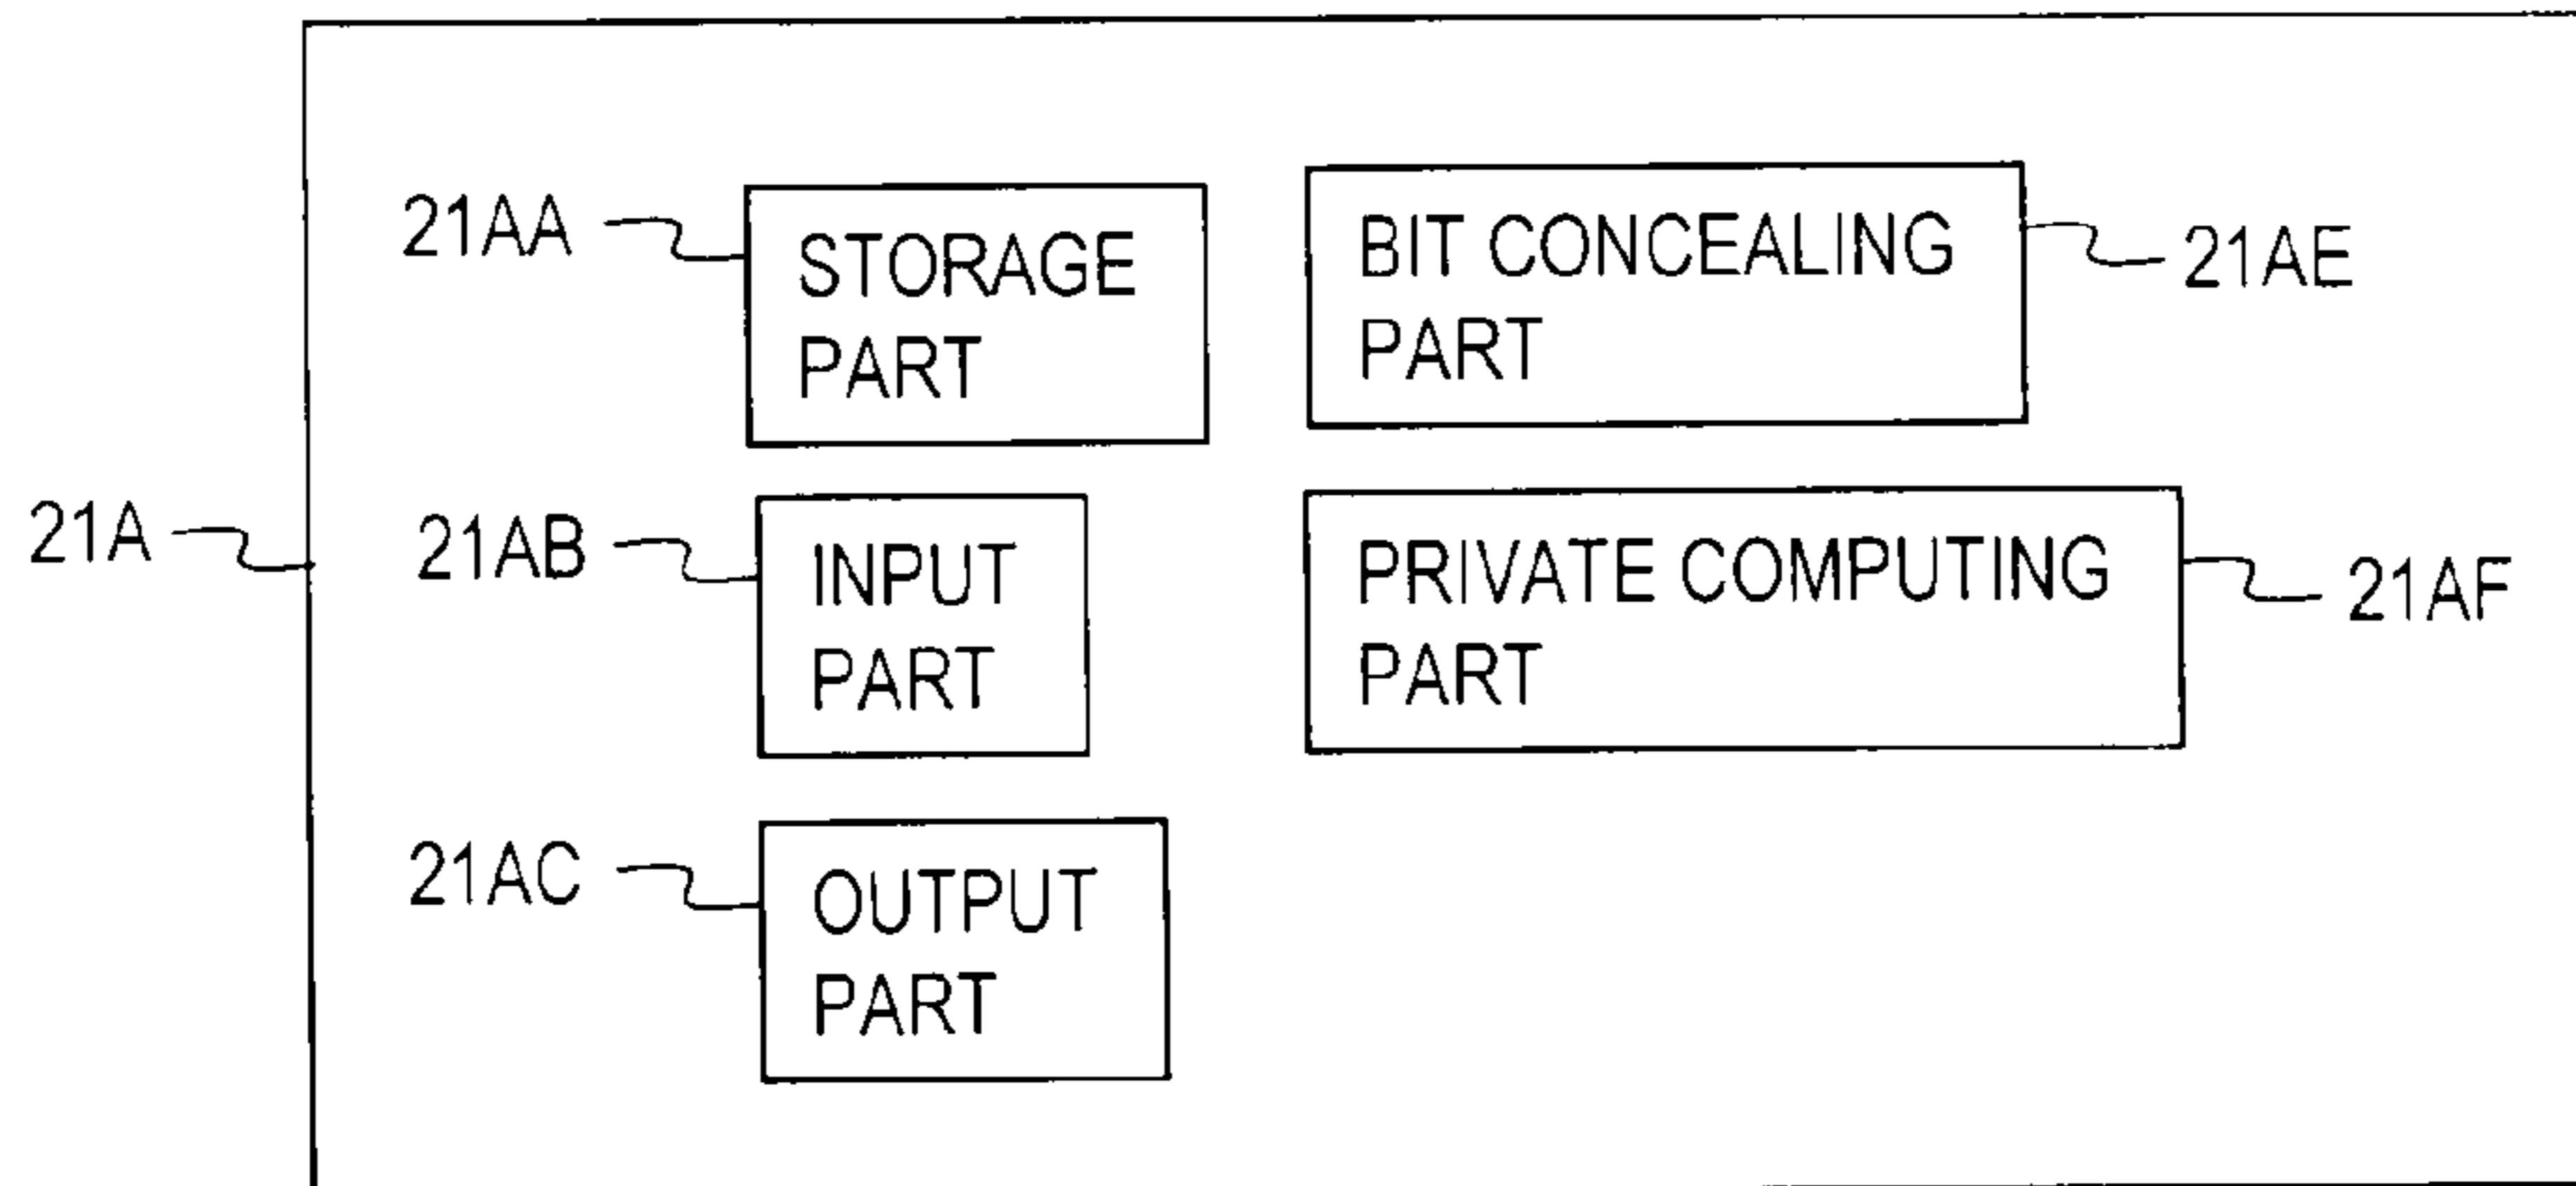 21A
21AA
STORAGE
PART
21AB
INPUT
PART
21AC
OUTPUT
PART
BIT CONCEALING
PART
21AE
PRIVATE COMPUTING
PART
21AF